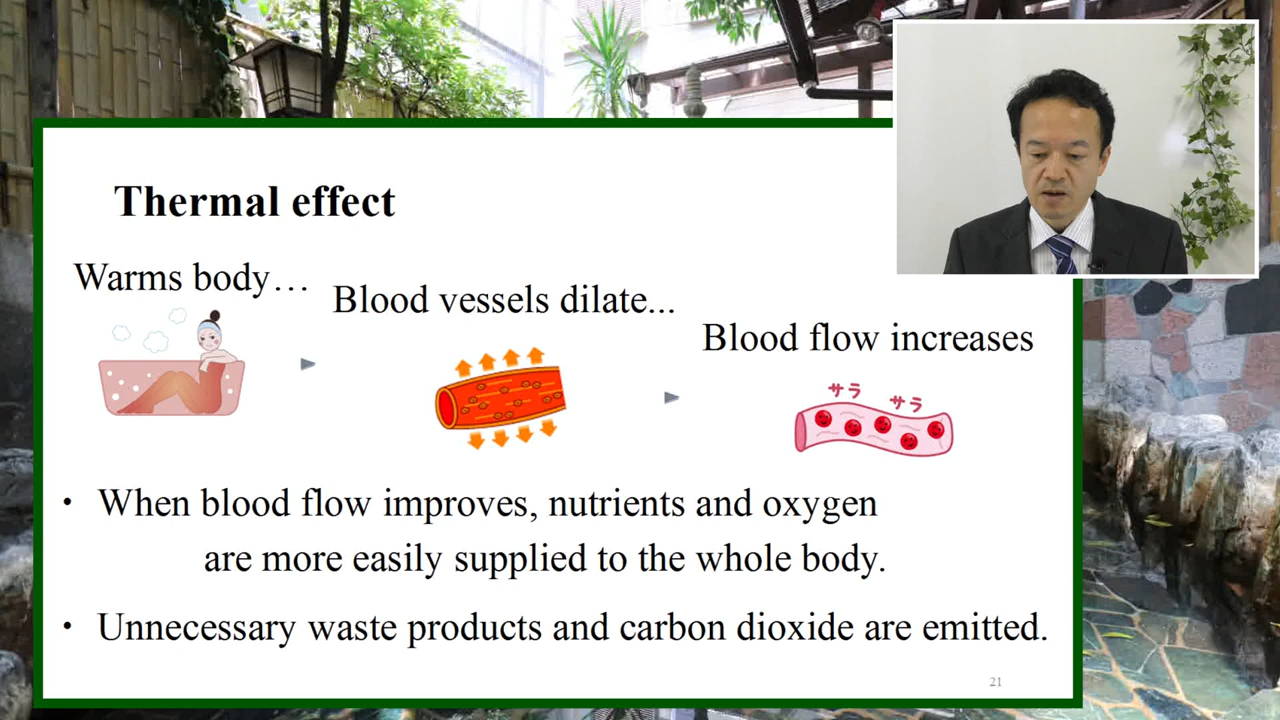 Thermal effect
Warms body…
Blood vessels dilate...
Blood flow increases
サラ
サラ
・ When blood flow improves, nutrients and oxygen
are more easily supplied to the whole body.
・ Unnecessary waste products and carbon dioxide are emitted.
21